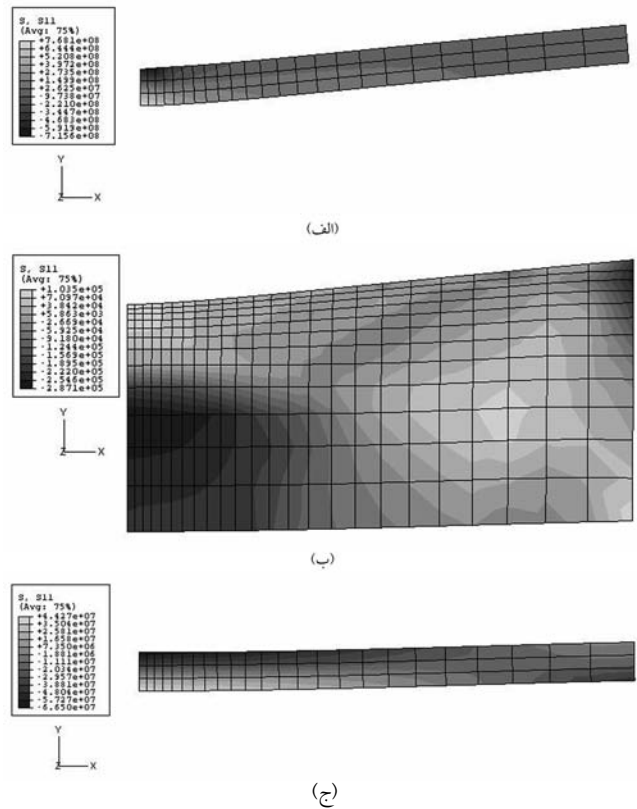 S, S11
(Avg: 75%)
+7.681e+08
+6.444e+08
+5.208e+08
+3.972e+08
+2.735e+08
+1.499e+08
+2.625e+07
-9.738e+07
-2.210e+08
-3.447e+08
-4.683e+08
-5.919e+08
-7.156e+08
Y
Z X
(الف)
S, S11
(Avg: 75%)
+1.035e+05
+7.097e+04
+3.842e+04
+5.863e+03
-2.669e+04
-5.925e+04
-9.180e+04
-1.244e+05
-1.569e+05
-1.895e+05
-2.220e+05
-2.546e+05
-2.871e+05
Y
Z X
(ب)
S, S11
(Avg: 75%)
+4.427e+07
+3.504e+07
+2.581e+07
+1.658e+07
+7.350e+06
-1.881e+06
-1.111e+07
-2.034e+07
-2.957e+07
-3.881e+07
-4.804e+07
-5.727e+07
-6.650e+07
Y
Z X
(ج)